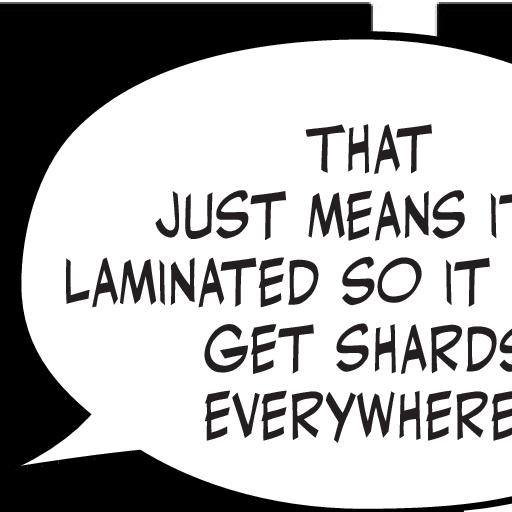 THAT
JUST MEANS IT
LAMINATED SO IT
GET SHARDS
EVERYWHERE